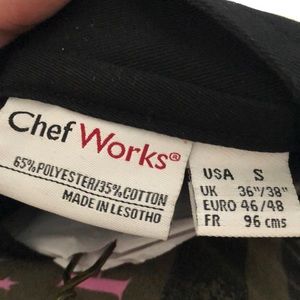 Chef Works®
65% POLYESTER/35% COTTON
MADE IN LESOTHO
USA S
UK 36"/38"
EURO 46/48
FR 96 cms